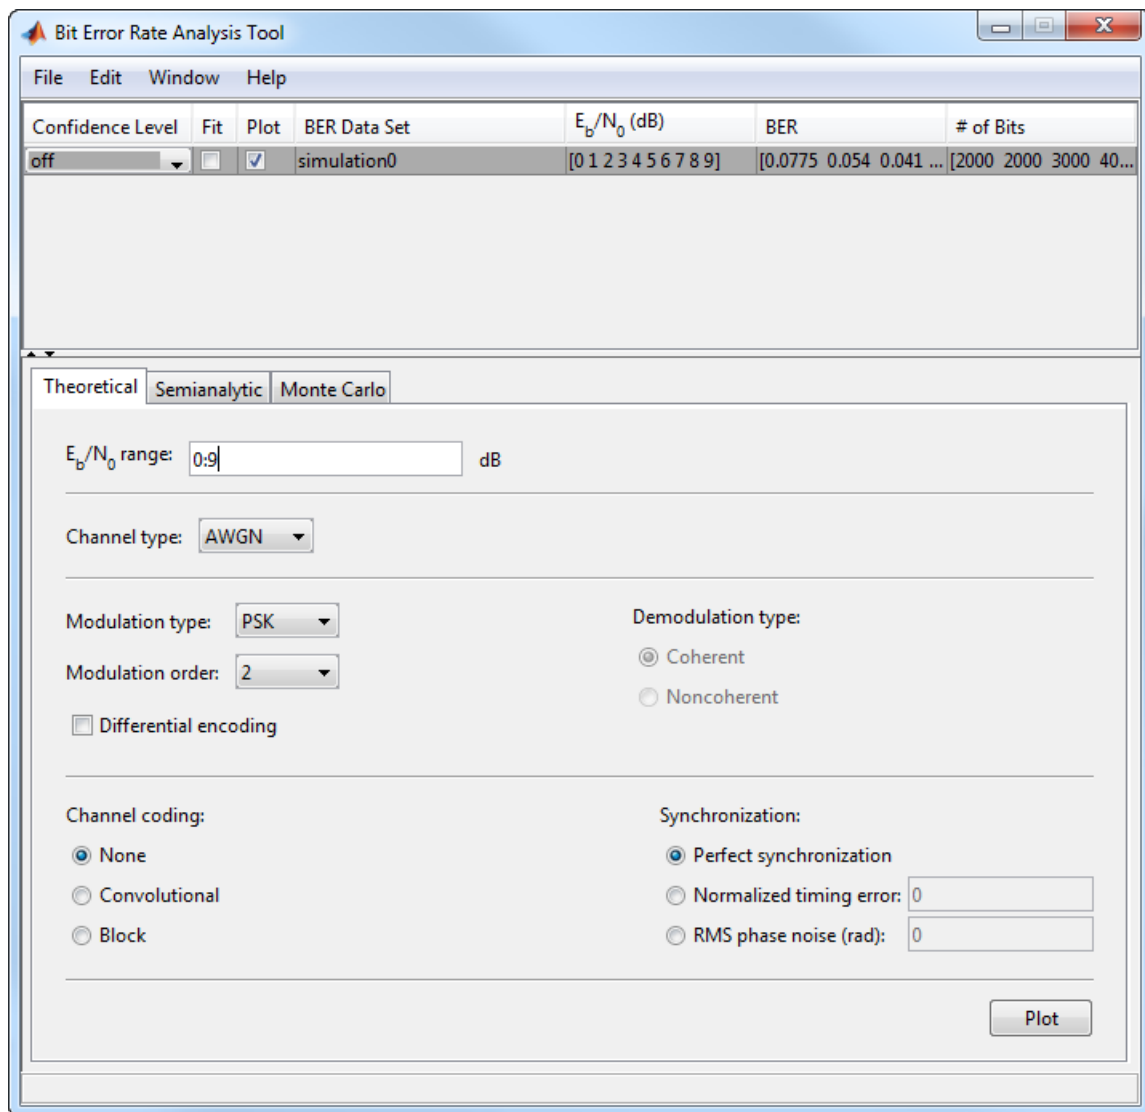 Bit Error Rate Analysis Tool
File Edit Window Help
Confidence Level Fit Plot BER Data Set E_b/N_0 (dB) BER # of Bits
off simulation0 [0 1 2 3 4 5 6 7 8 9] [0.0775 0.054 0.041 ... [2000 2000 3000 40...
Theoretical Semianalytic Monte Carlo
E_b/N_0 range: 0:9 dB
Channel type: AWGN
Modulation type: PSK Demodulation type:
Coherent
Modulation order: 2
Noncoherent
Differential encoding
Channel coding: Synchronization:
None Perfect synchronization
Convolutional Normalized timing error: 0
Block RMS phase noise (rad): 0
Plot